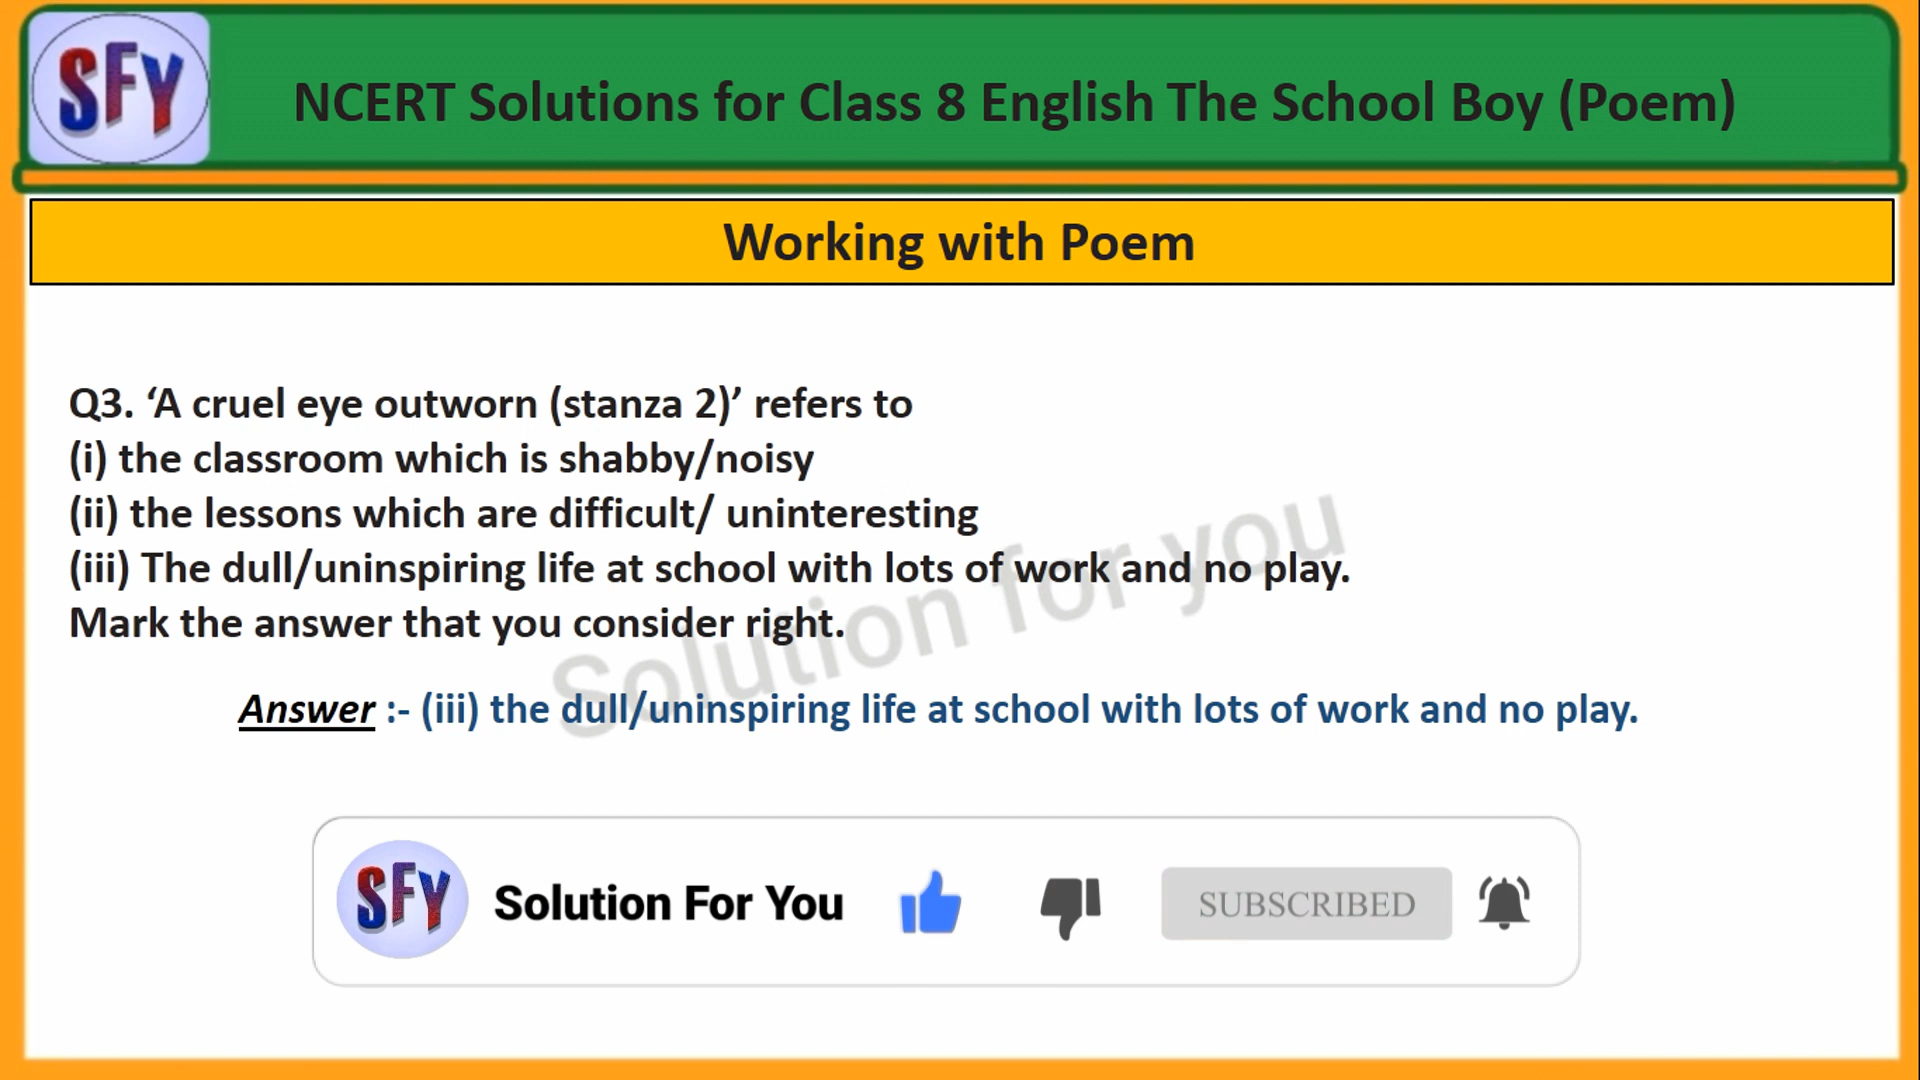 SFY
NCERT Solutions for Class 8 English The School Boy (Poem)
Working with Poem
Q3. ‘A cruel eye outworn (stanza 2)’ refers to
(i) the classroom which is shabby/noisy
(ii) the lessons which are difficult/ uninteresting
(iii) The dull/uninspiring life at school with lots of work and no play.
Mark the answer that you consider right.
Solution for you
Answer :- (iii) the dull/uninspiring life at school with lots of work and no play.
SFY
Solution For You
SUBSCRIBED